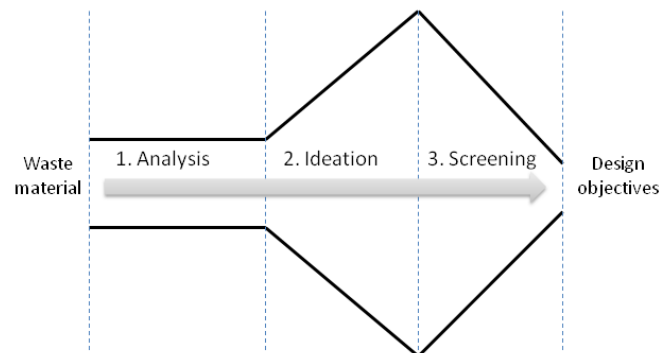 Waste
material
1. Analysis
2. Ideation
3. Screening
Design
objectives